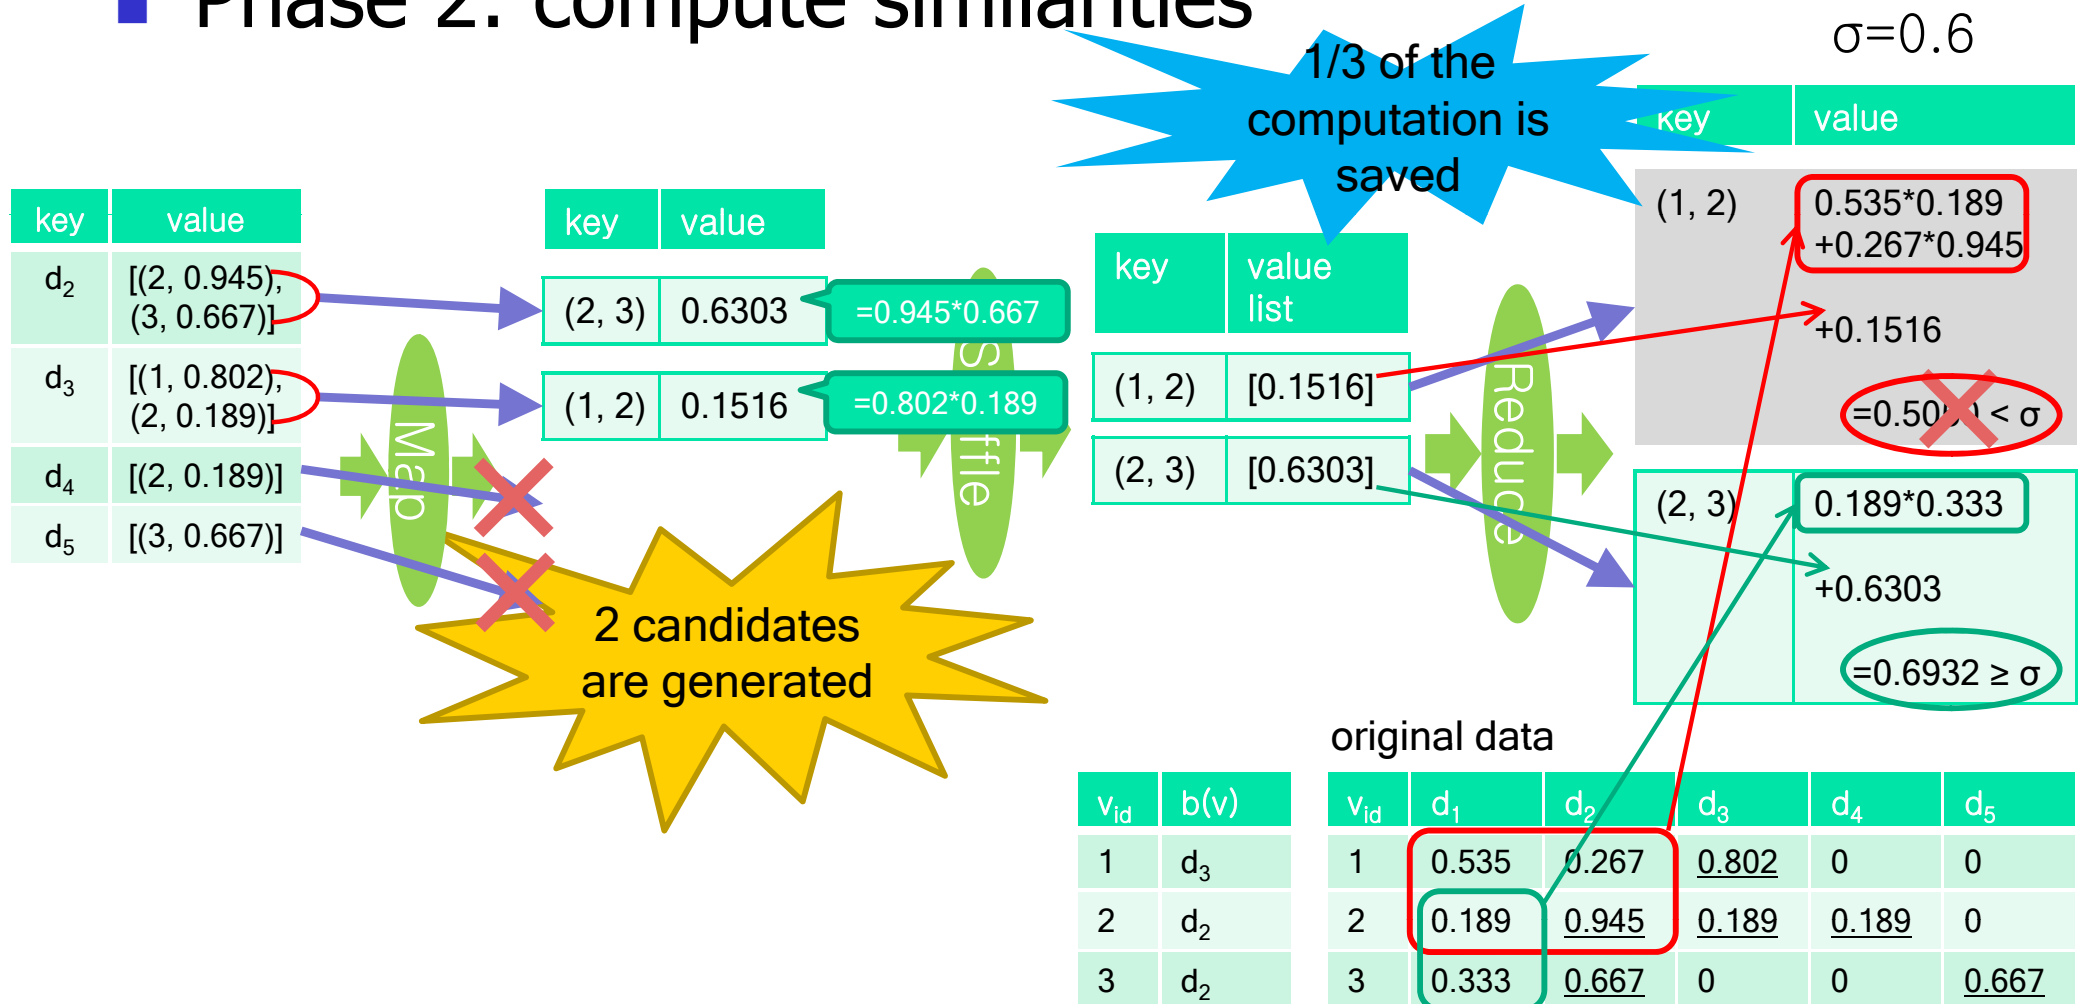 Phase 2: compute similarities
σ=0.6
1/3 of the
computation is
saved
key value
d2 [(2, 0.945),
(3, 0.667)]
d3 [(1, 0.802),
(2, 0.189)]
d4 [(2, 0.189)]
d5 [(3, 0.667)]
Map
key value
(2, 3) 0.6303 =0.945*0.667
(1, 2) 0.1516 =0.802*0.189
2 candidates
are generated
key value
list
(1, 2) [0.1516]
(2, 3) [0.6303]
Reduce
key value
(1, 2) 0.535*0.189
+0.267*0.945
+0.1516
< σ
(2, 3) 0.189*0.333
+0.6303
=0.6932 ≥ σ
original data
vid b(v)
1 d3
2 d2
3 d2
vid d1 d2 d3 d4 d5
1 0.535 0.267 0.802 0 0
2 0.189 0.945 0.189 0.189 0
3 0.333 0.667 0 0 0.667